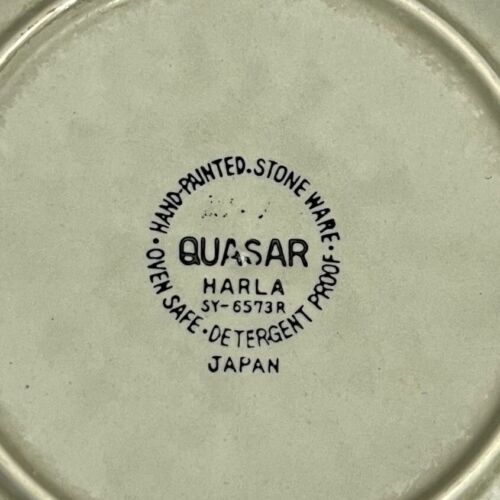 HAND-PAINTED. STONE WARE.
QUASAR
HARLA
SY-6573R
OVEN SAFE. DETERGENT PROOF.
JAPAN